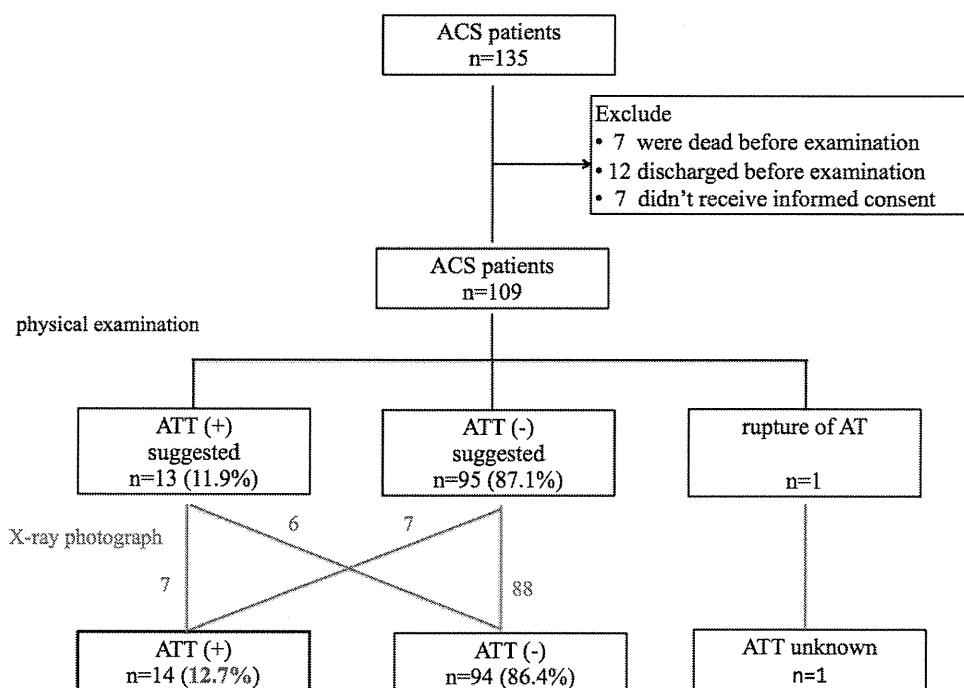 ACS patients
n=135
Exclude
• 7 were dead before examination
• 12 discharged before examination
• 7 didn't receive informed consent
ACS patients
n=109
physical examination
ATT (+)
suggested
n=13 (11.9%)
ATT (-)
suggested
n=95 (87.1%)
rupture of AT
n=1
X-ray photograph
6
7
7
88
ATT (+)
n=14 (12.7%)
ATT (-)
n=94 (86.4%)
ATT unknown
n=1